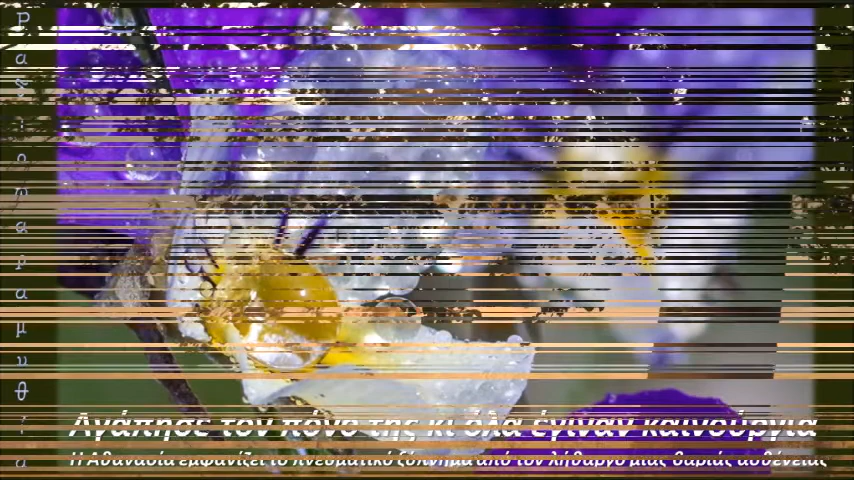 Ραδιοπαραμυθία
Αγάπησε τον πόνο της κι όλα έγιναν καινούργια
Η Αθανασία εμφανίζει το πνευματικό ξύπνημα από τον λήθαργο μιας βαριάς ασθένειας